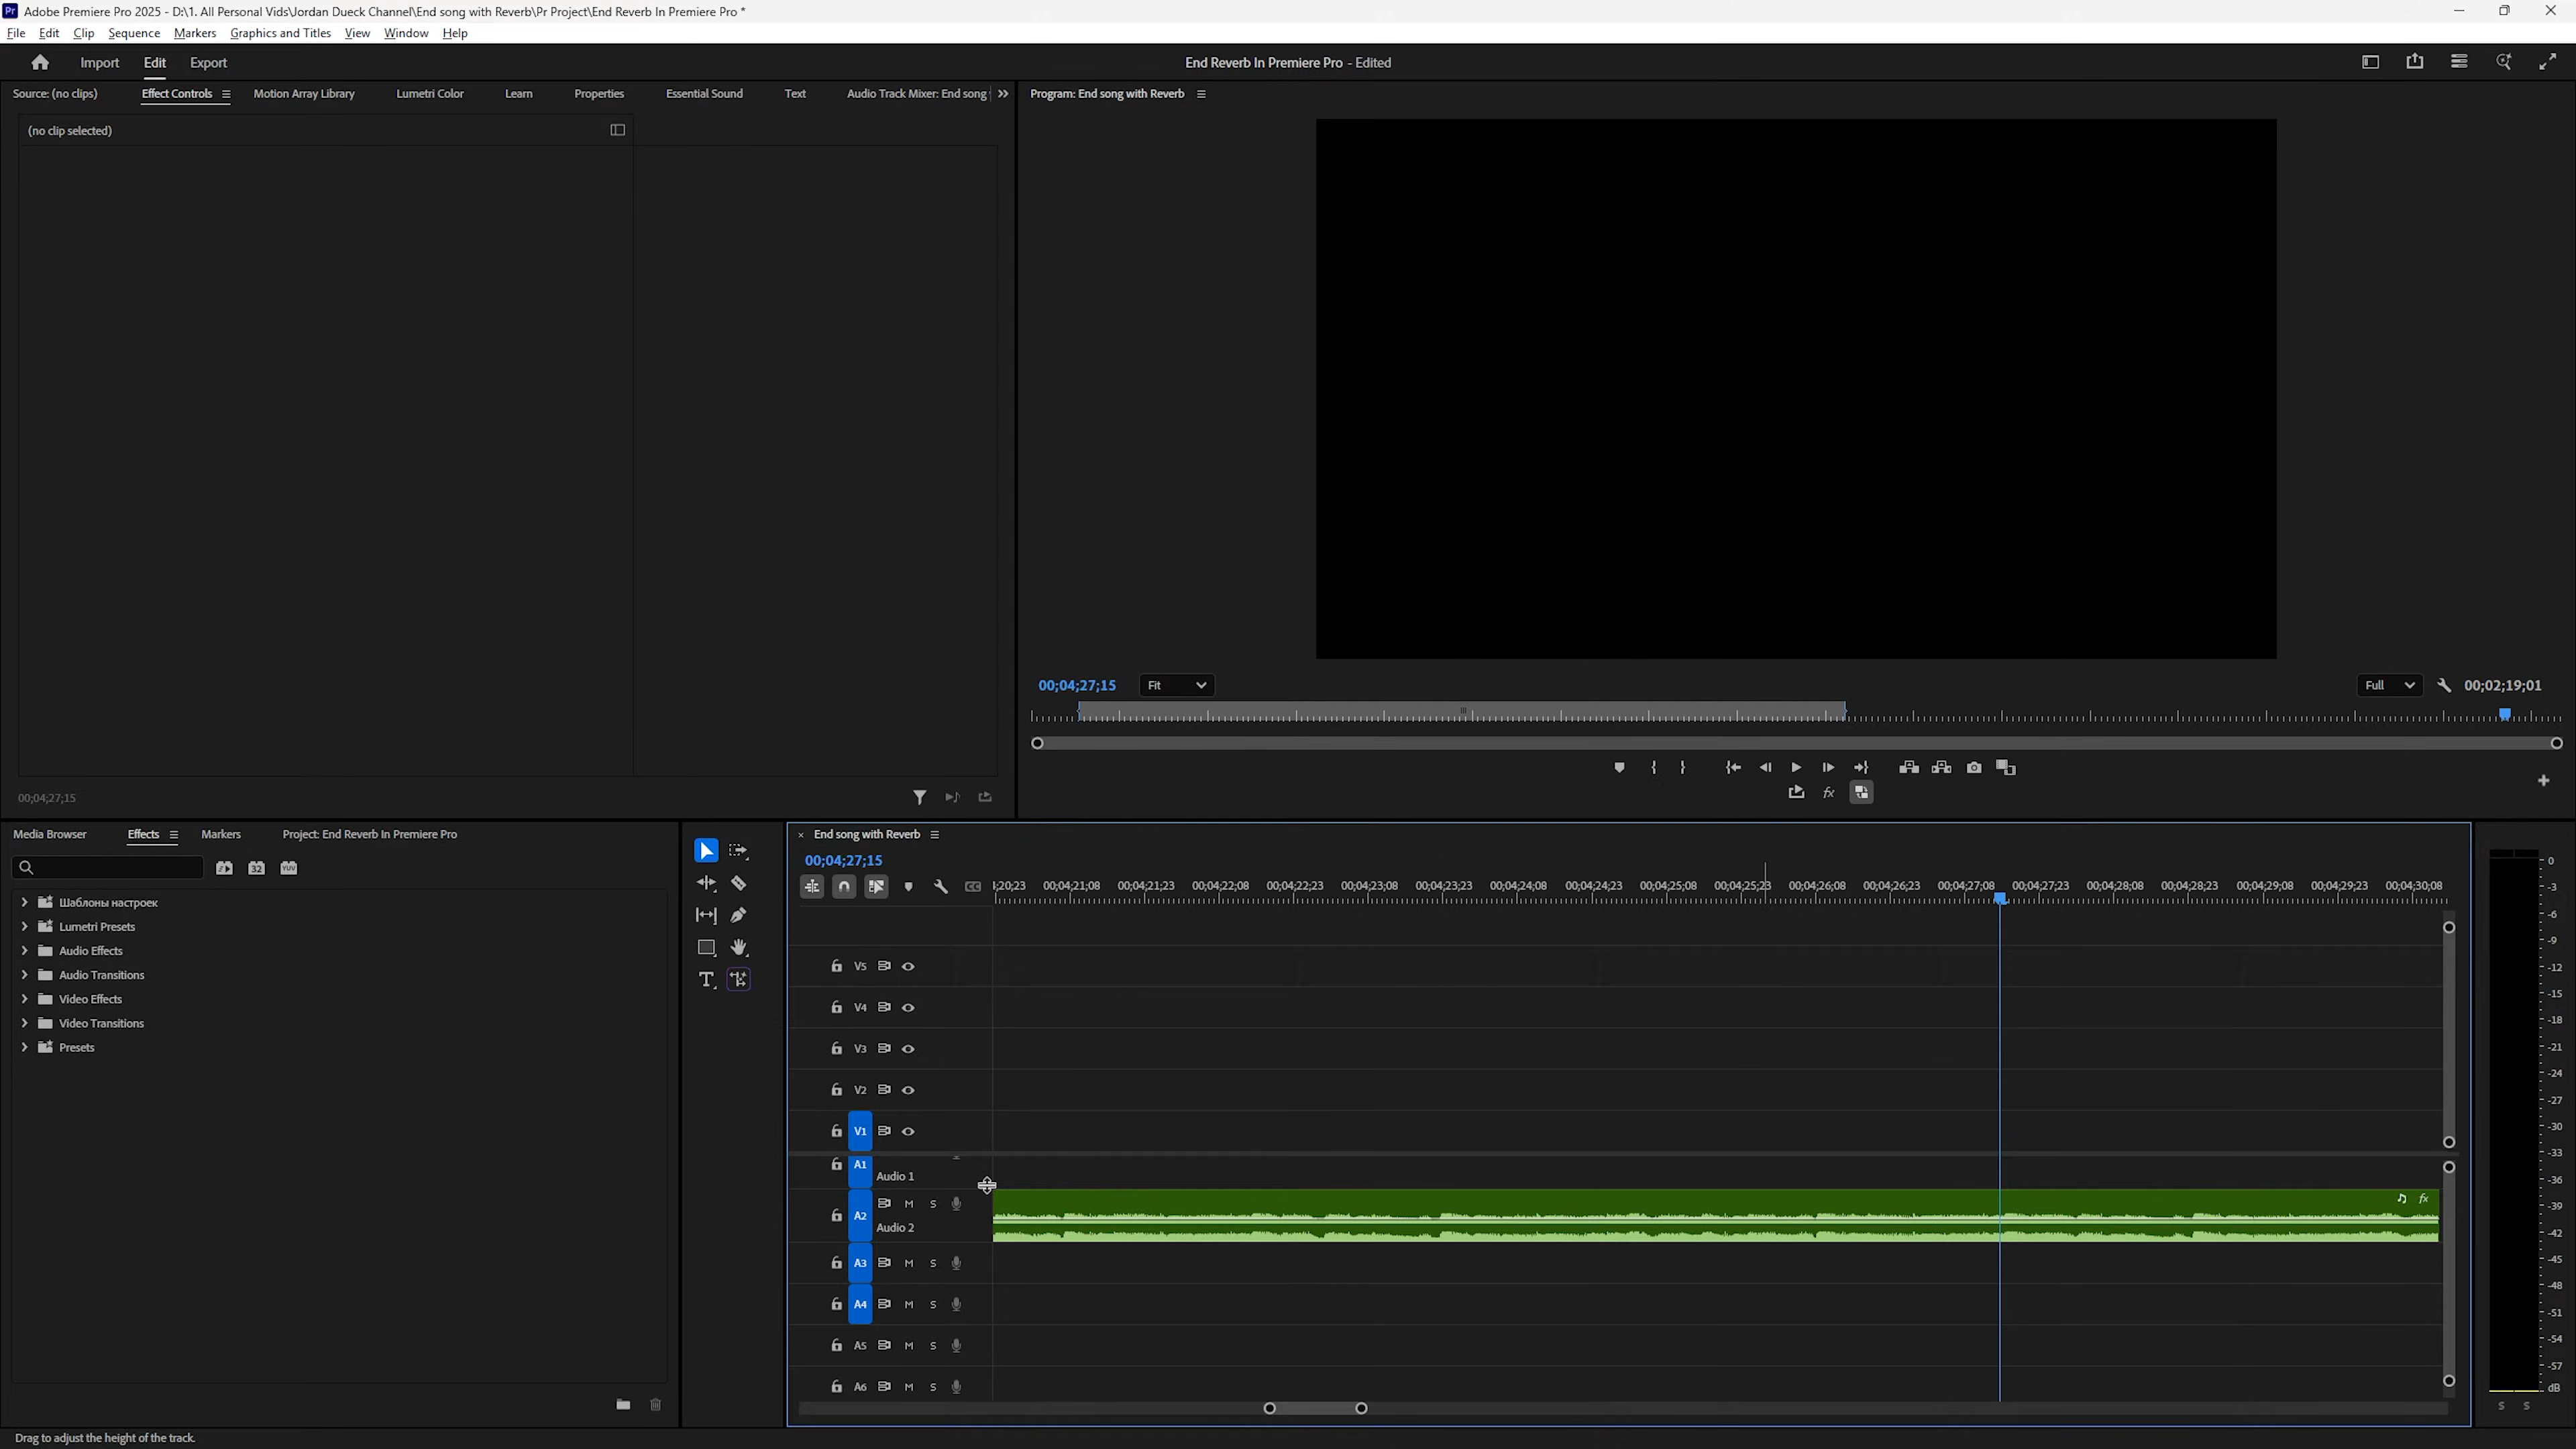 Pr Adobe Premiere Pro 2025 - D:\1. All Personal Vids\Jordan Dueck Channel\End song with Reverb\Pr Project\End Reverb In Premiere Pro *
File Edit Clip Sequence Markers Graphics and Titles View Window Help
Import Edit Export End Reverb In Premiere Pro - Edited
Source: (no clips) Effect Controls Motion Array Library Lumetri Color Learn Properties Essential Sound Text Audio Track Mixer: End song
Program: End song with Reverb
(no clip selected)
00;04;27;15 Fit Full 00;02;19;01
00;04;27;15
fx
Media Browser Effects Markers Project: End Reverb In Premiere Pro
32 YUV
Шаблоны настроек
Lumetri Presets
Audio Effects
Audio Transitions
Video Effects
Video Transitions
Presets
T
× End song with Reverb
00;04;27;15
CC
;20;23 00;04;21;08 00;04;21;23 00;04;22;08 00;04;22;23 00;04;23;08 00;04;23;23 00;04;24;08 00;04;24;23 00;04;25;08 00;04;25;23 00;04;26;08 00;04;26;23 00;04;27;08 00;04;27;23 00;04;28;08 00;04;28;23 00;04;29;08 00;04;29;23 00;04;30;08
V5
V4
V3
V2
V1
A1
Audio 1
A2 M S
Audio 2
fx
A3 M S
A4 M S
A5 M S
A6 M S
0
-3
-6
-9
-12
-15
-18
-21
-24
-27
-30
-33
-36
-39
-42
-45
-48
-51
-54
-57
dB
S S
Drag to adjust the height of the track.